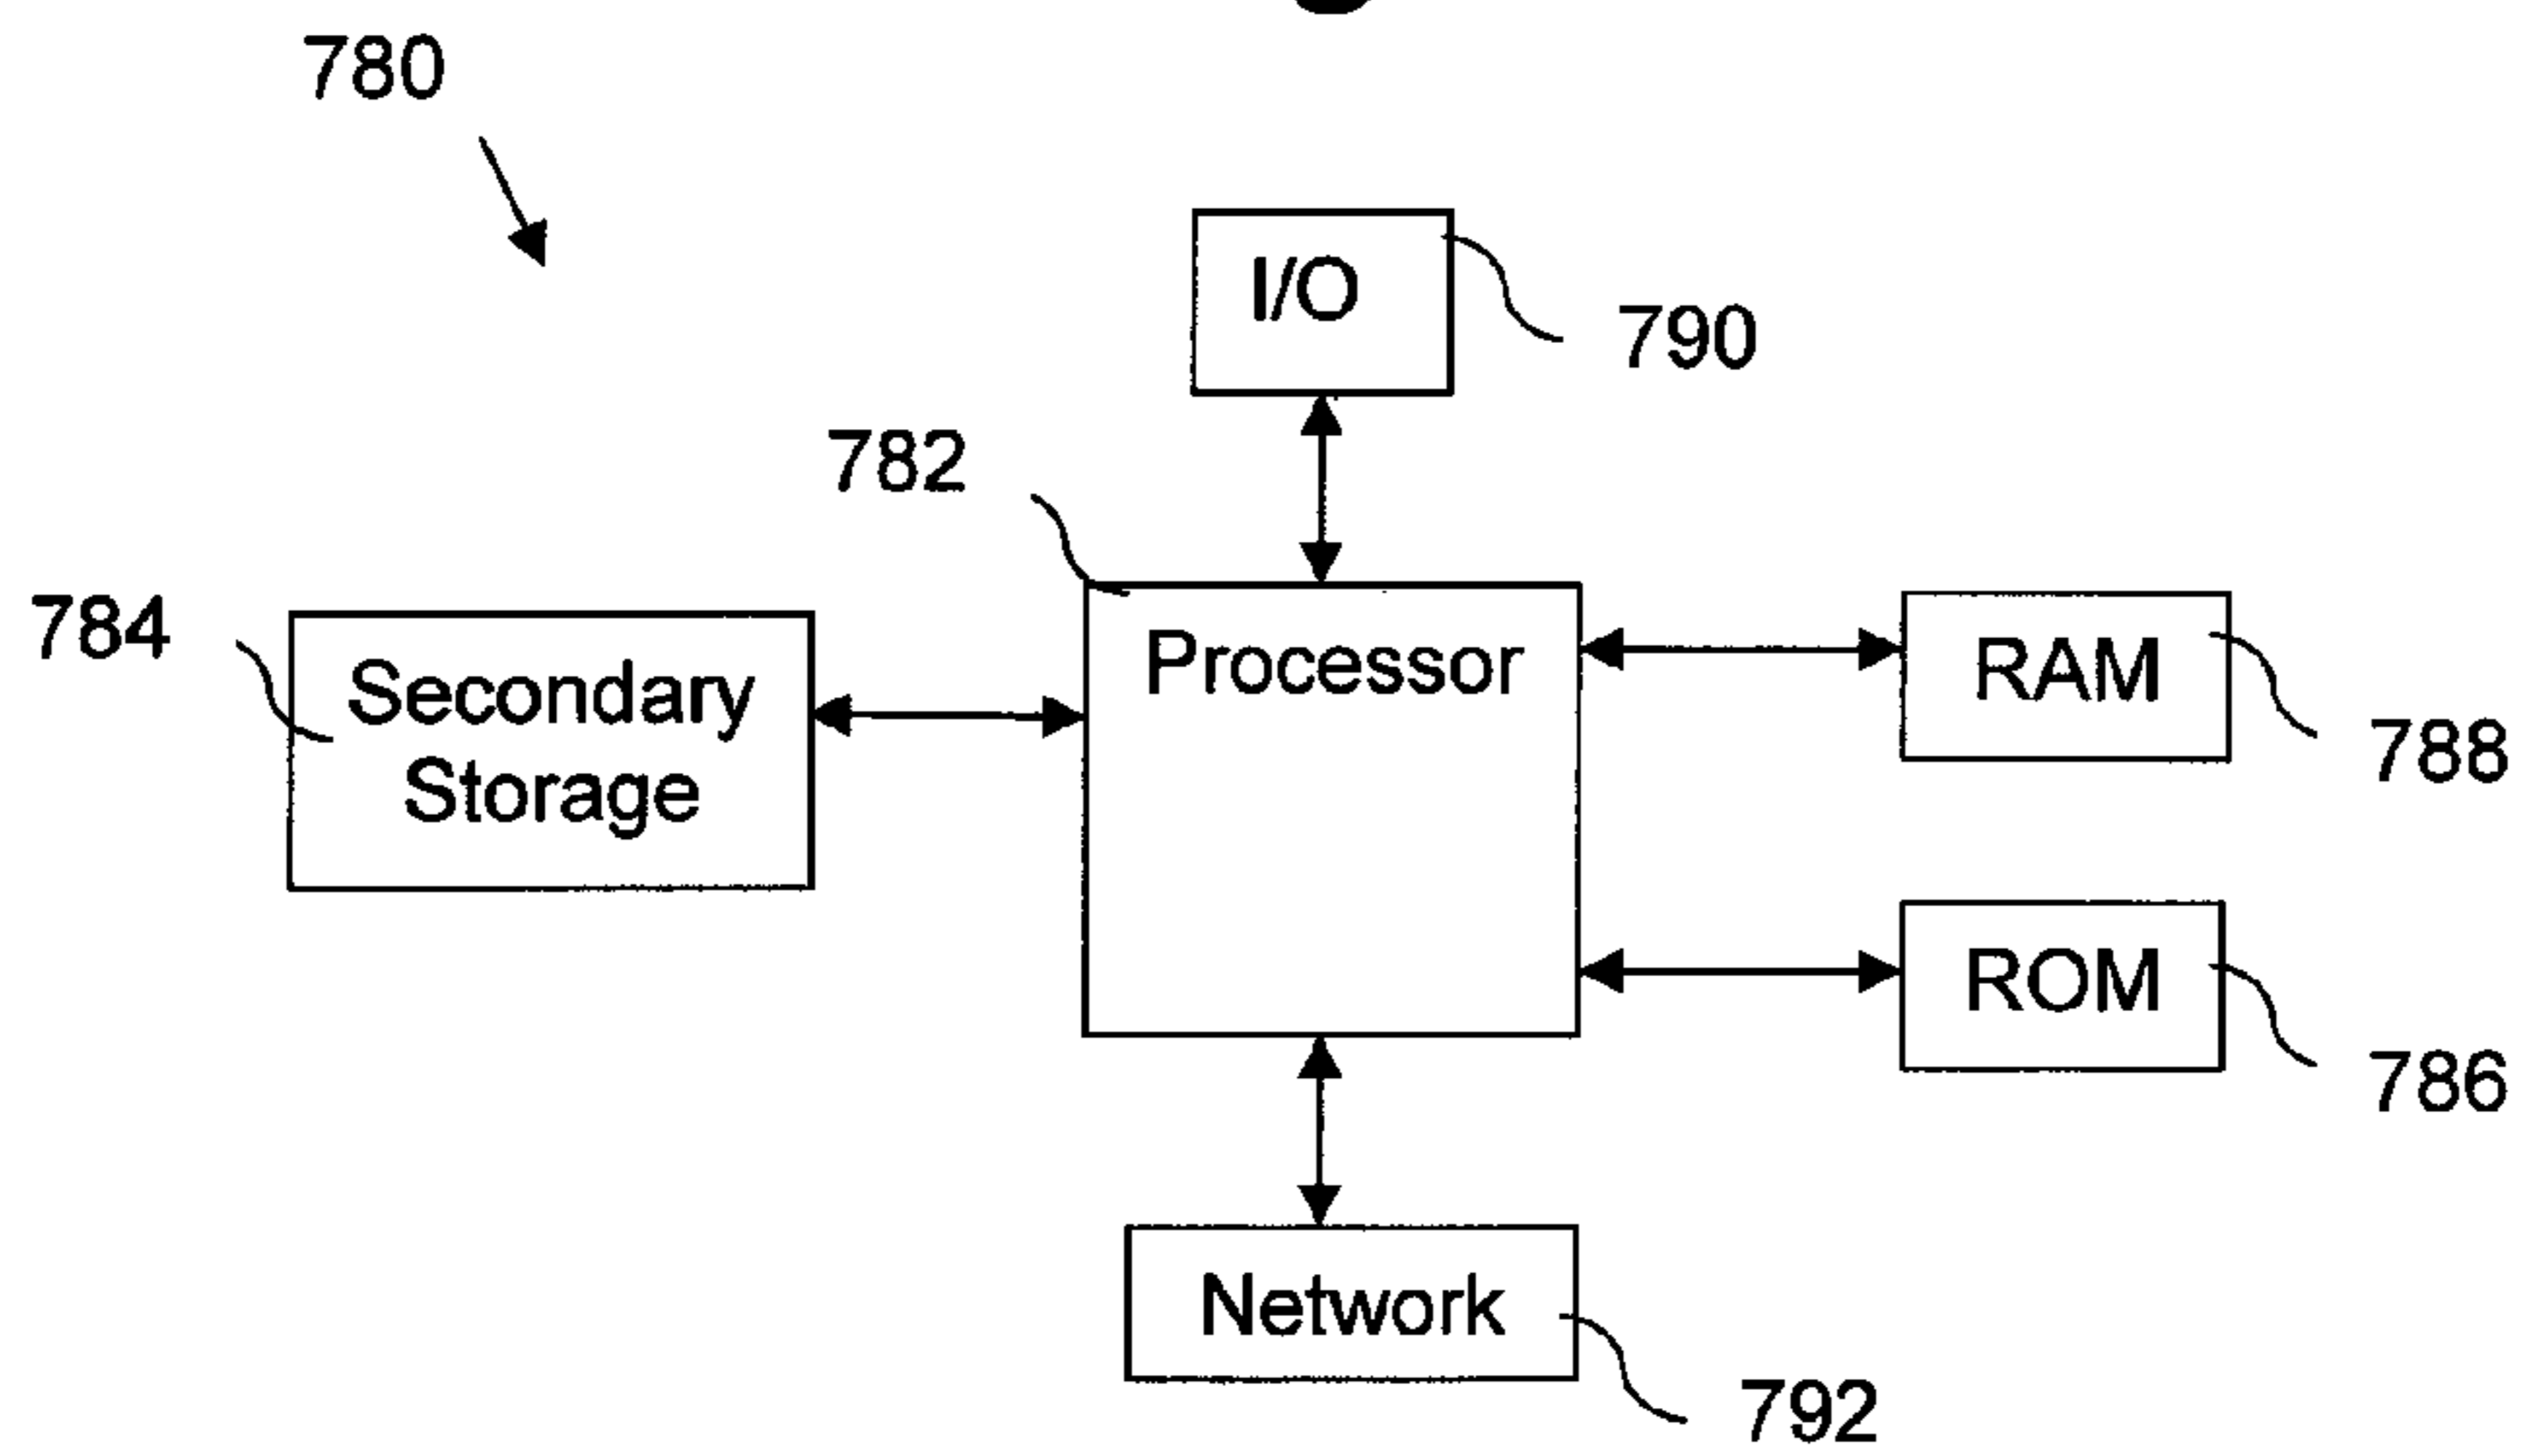 780
I/O
790
782
784
Secondary
Storage
Processor
RAM
788
ROM
786
Network
792